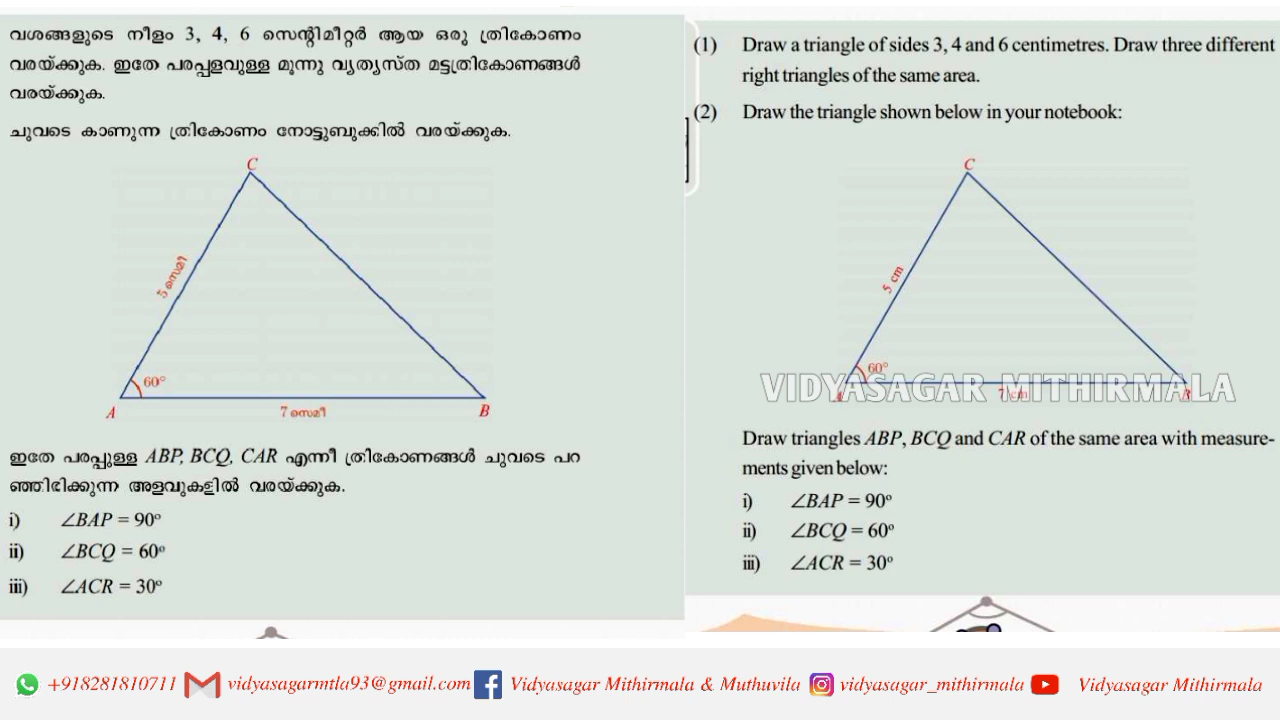 വശങ്ങളുടെ നീളം 3, 4, 6 സെന്റിമീറ്റർ ആയ ഒരു ത്രികോണം
വരയ്ക്കുക. ഇതേ പരപ്പളവുള്ള മൂന്നു വ്യത്യസ്ത മട്ടത്രികോണങ്ങൾ
വരയ്ക്കുക.
ചുവടെ കാണുന്ന ത്രികോണം നോട്ടുബുക്കിൽ വരയ്ക്കുക.
C
5 സെമീ
60°
A
7 സെമീ
B
ഇതേ പരപ്പുള്ള ABP, BCQ, CAR എന്നീ ത്രികോണങ്ങൾ ചുവടെ പറ
ഞ്ഞിരിക്കുന്ന അളവുകളിൽ വരയ്ക്കുക.
i) ∠BAP = 90°
ii) ∠BCQ = 60°
iii) ∠ACR = 30°
(1) Draw a triangle of sides 3, 4 and 6 centimetres. Draw three different
right triangles of the same area.
(2) Draw the triangle shown below in your notebook:
C
5 cm
60°
VIDYASAGAR MITHIRMALA
A
7 cm
B
Draw triangles ABP, BCQ and CAR of the same area with measure-
ments given below:
i) ∠BAP = 90°
ii) ∠BCQ = 60°
iii) ∠ACR = 30°
+918281810711 vidyasagarmtla93@gmail.com Vidyasagar Mithirmala & Muthuvila vidyasagar_mithirmala Vidyasagar Mithirmala